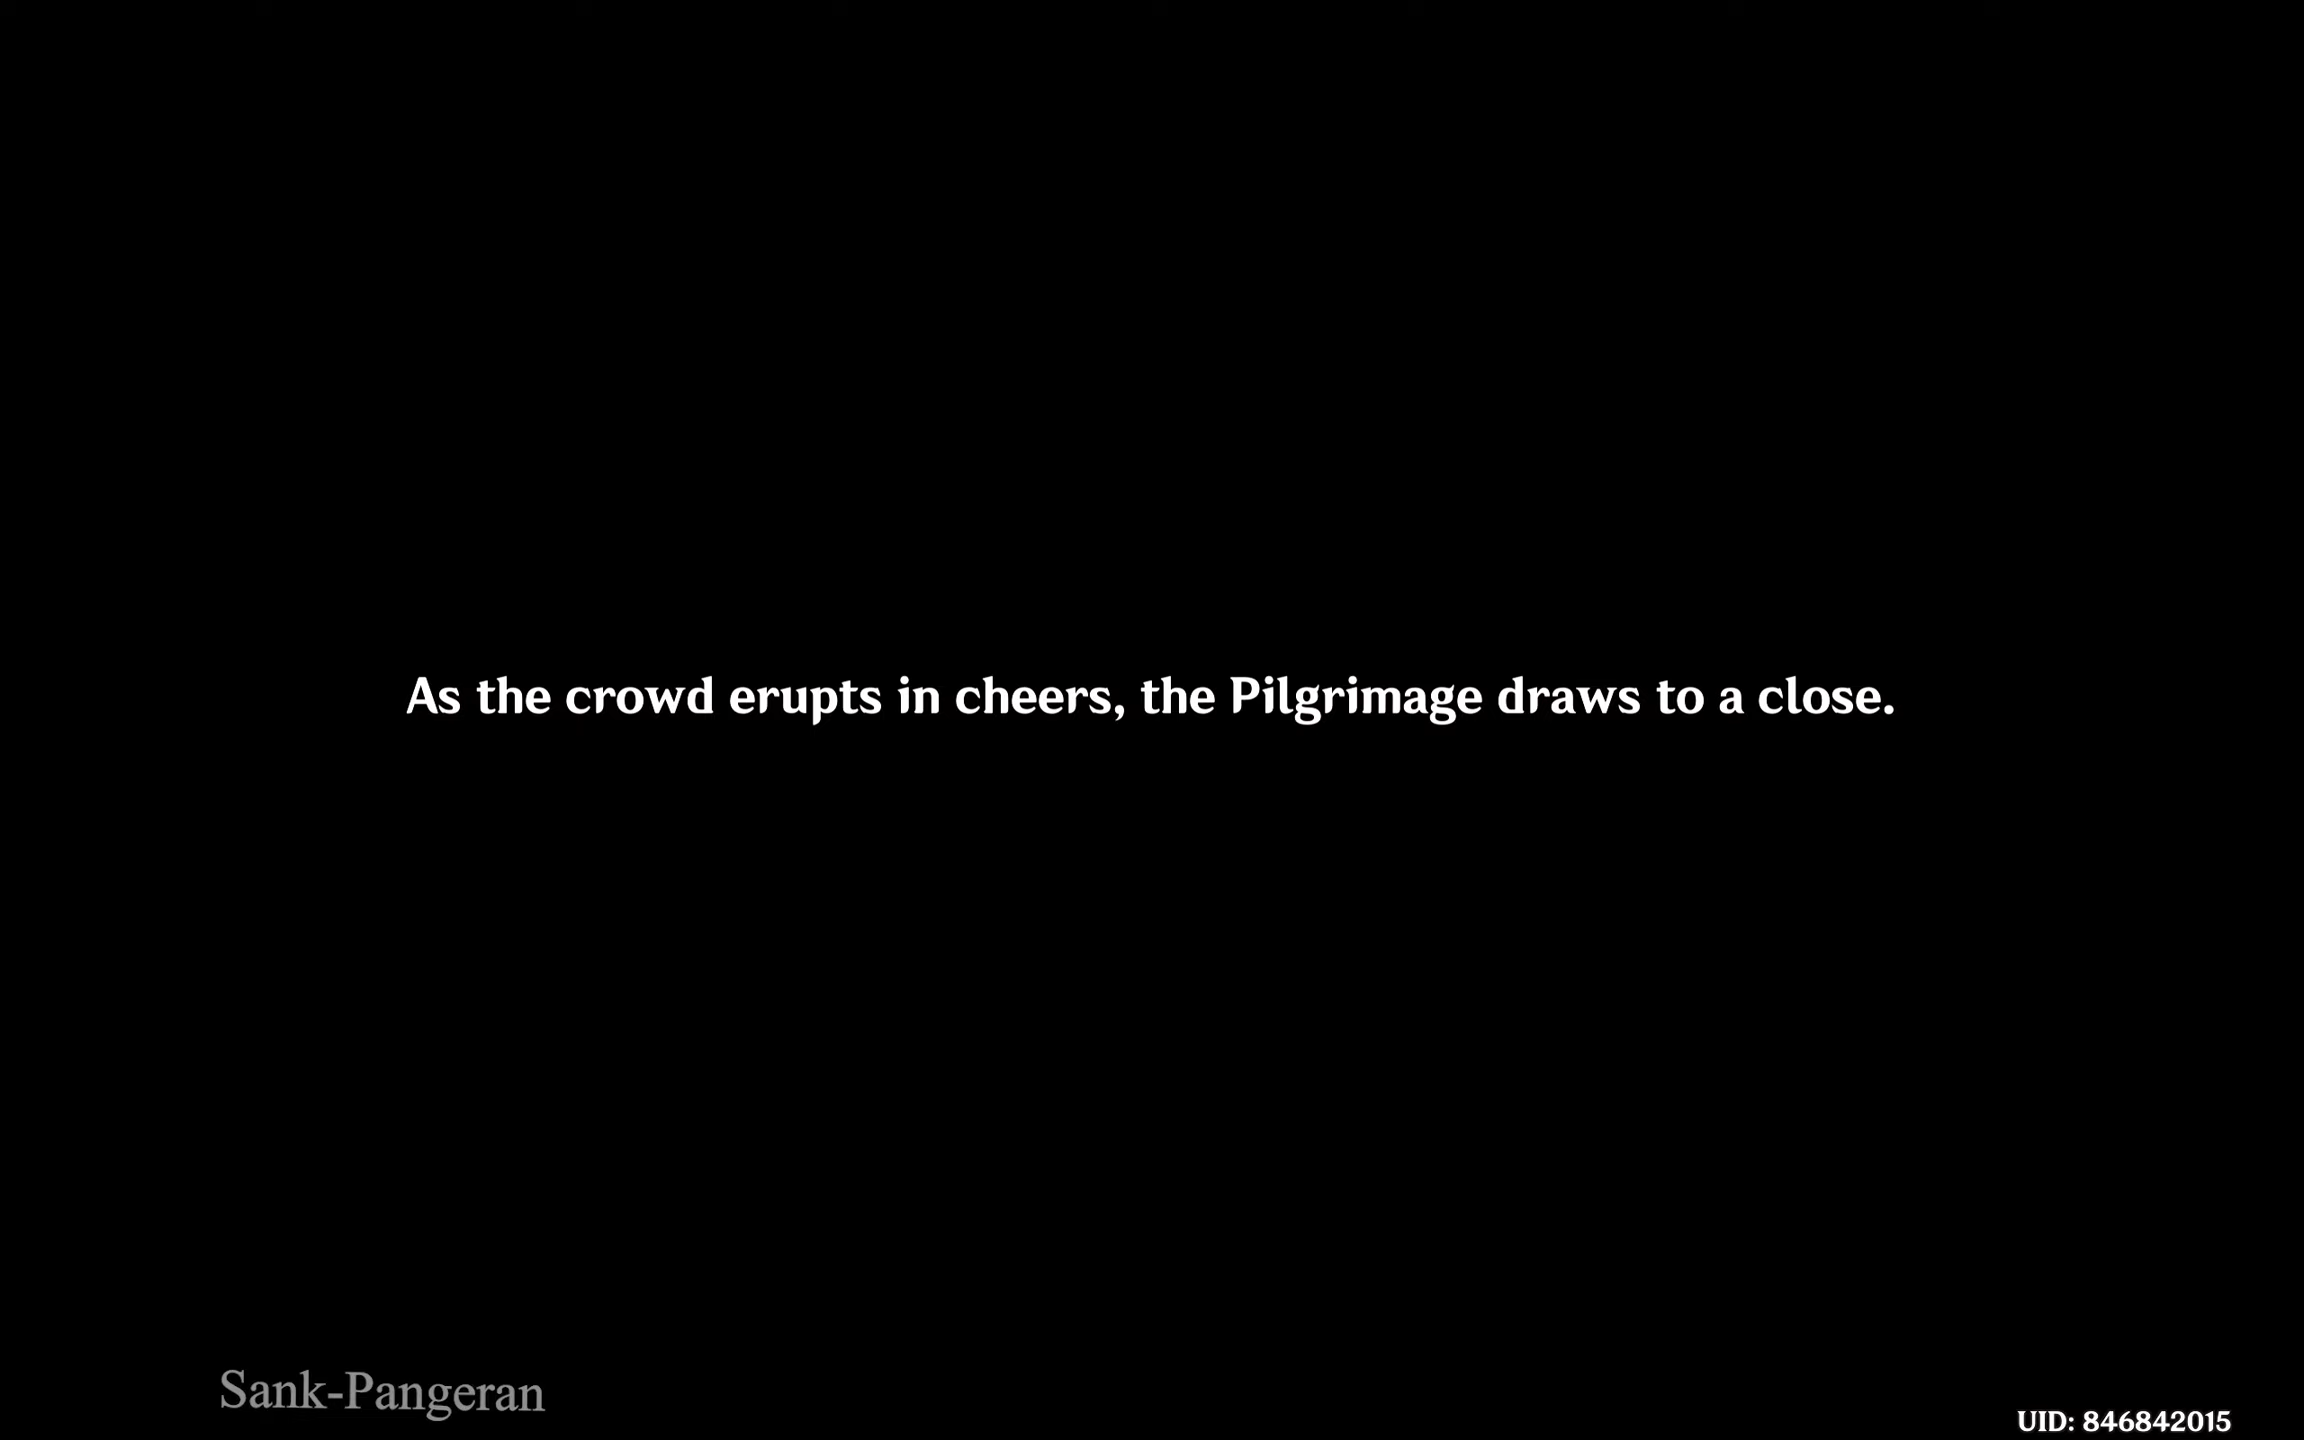 As the crowd erupts in cheers, the Pilgrimage draws to a close.
Sank-Pangeran
UID: 846842015